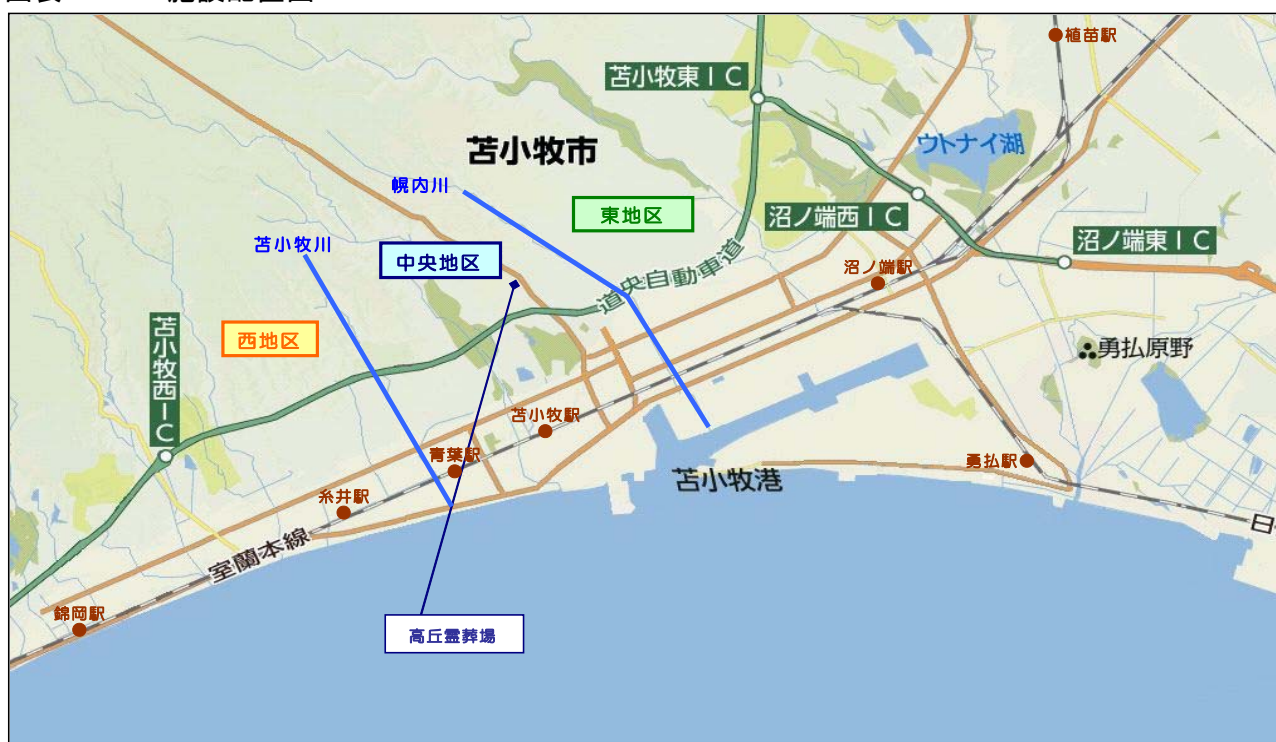 植苗駅
苫小牧東ＩＣ
苫小牧市
ウトナイ湖
幌内川
東地区
沼ノ端西ＩＣ
沼ノ端東ＩＣ
苫小牧川
中央地区
道央自動車道
沼ノ端駅
西地区
苫小牧西ＩＣ
勇払原野
苫小牧駅
青葉駅
苫小牧港
勇払駅
糸井駅
室蘭本線
日
錦岡駅
高丘霊葬場